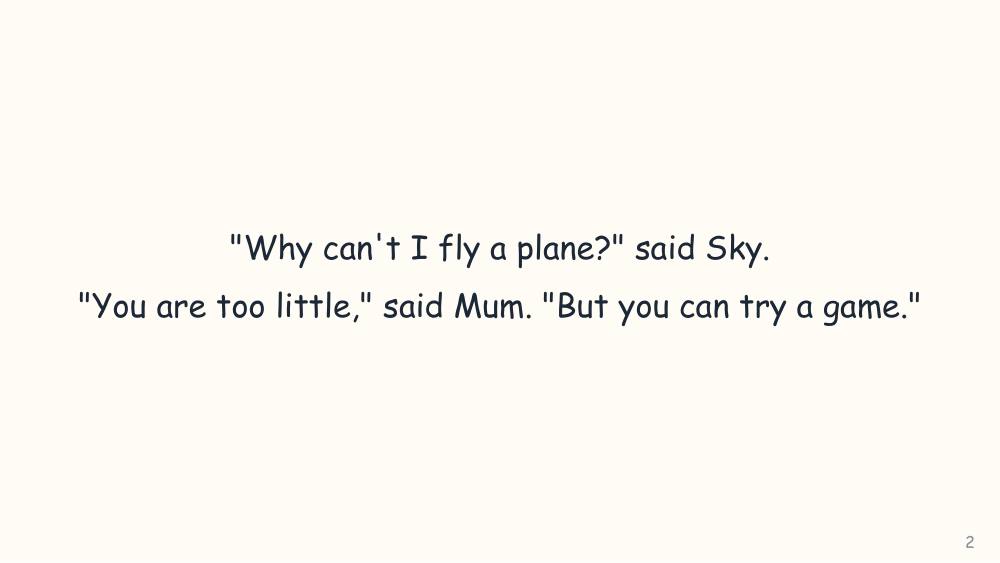 "Why can't I fly a plane?" said Sky.
"You are too little," said Mum. "But you can try a game."
2